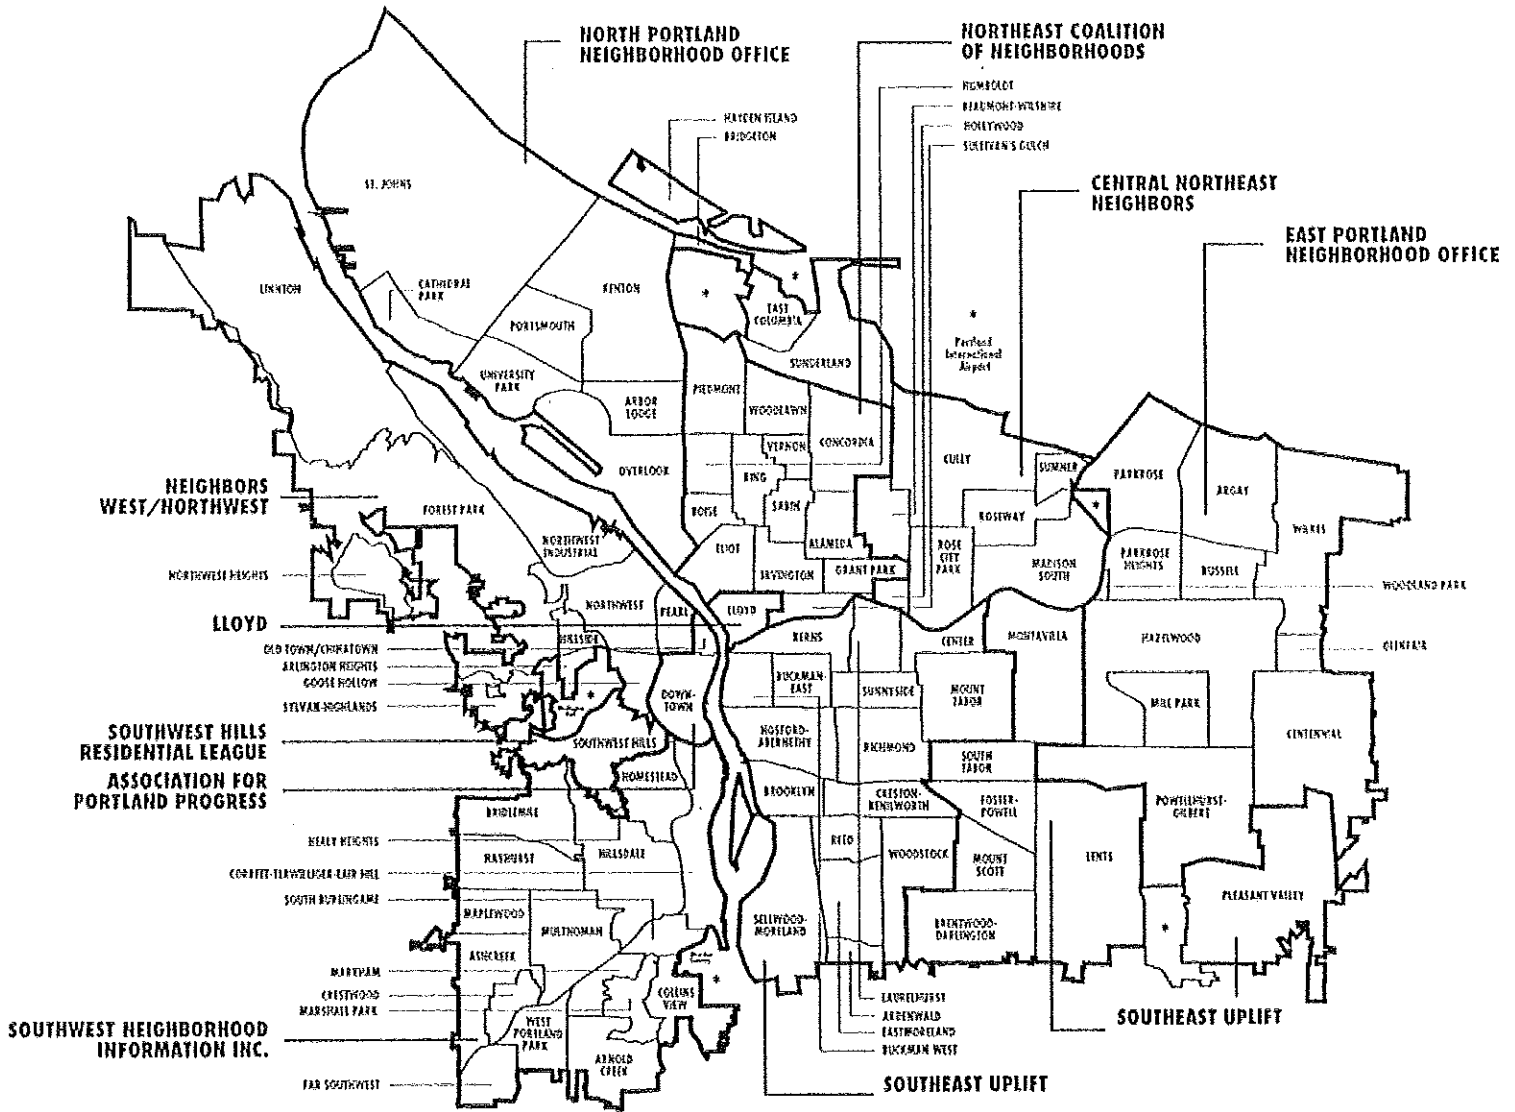 NORTH PORTLAND
NEIGHBORHOOD OFFICE
NORTHEAST COALITION
OF NEIGHBORHOODS
HUMBOLDT
BEAUMONT-WILSHIRE
HOLLYWOOD
SULLIVAN'S GULCH
HAYDEN ISLAND
BRIDGETON
CENTRAL NORTHEAST
NEIGHBORS
EAST PORTLAND
NEIGHBORHOOD OFFICE
ST. JOHNS
LINNTON
CATHEDRAL
PARK
KENTON
PORTSMOUTH
*
*
EAST
COLUMBIA
SUNDERLAND
*
Portland
International
Airport
UNIVERSITY
PARK
ARBOR
LODGE
PIEDMONT
WOODLAWN
VERNON
CONCORDIA
CULLY
SUMNER
PARKROSE
ARGAY
WILKES
OVERLOOK
KING
SABIN
BOISE
ALAMEDA
ROSEWAY
*
NEIGHBORS
WEST/NORTHWEST
FOREST PARK
NORTHWEST
INDUSTRIAL
ELIOT
IRVINGTON
GRANT PARK
ROSE
CITY
PARK
MADISON
SOUTH
PARKROSE
HEIGHTS
RUSSELL
WOODLAND PARK
NORTHWEST HEIGHTS
NORTHWEST
PEARL
LLOYD
LLOYD
KERNS
CENTER
MONTAVILLA
HAZELWOOD
GLENFAIR
HILLSIDE
OLD TOWN/CHINATOWN
ARLINGTON HEIGHTS
GOOSE HOLLOW
SYLVAN-HIGHLANDS
*
DOWN-
TOWN
BUCKMAN-
EAST
SUNNYSIDE
MOUNT
TABOR
MILL PARK
CENTENNIAL
SOUTHWEST HILLS
RESIDENTIAL LEAGUE
SOUTHWEST HILLS
HOSFORD-
ABERNETHY
RICHMOND
SOUTH
TABOR
ASSOCIATION FOR
PORTLAND PROGRESS
HOMESTEAD
BROOKLYN
CRESTON-
KENILWORTH
FOSTER-
POWELL
POWELLHURST-
GILBERT
BRIDLEMILE
HEALY HEIGHTS
HAYHURST
HILLSDALE
REED
WOODSTOCK
MOUNT
SCOTT
LENTS
CORBETT-TERWILLIGER-LAIR HILL
SOUTH BURLINGAME
MAPLEWOOD
MULTNOMAH
SELLWOOD-
MORELAND
BRENTWOOD-
DARLINGTON
PLEASANT VALLEY
*
ASHCREEK
MARKHAM
CRESTWOOD
MARSHALL PARK
*
COLLINS
VIEW
LAURELHURST
ARDENWALD
EASTMORELAND
BUCKMAN WEST
SOUTHWEST NEIGHBORHOOD
INFORMATION INC.
WEST
PORTLAND
PARK
ARNOLD
CREEK
FAR SOUTHWEST
SOUTHEAST UPLIFT
SOUTHEAST UPLIFT